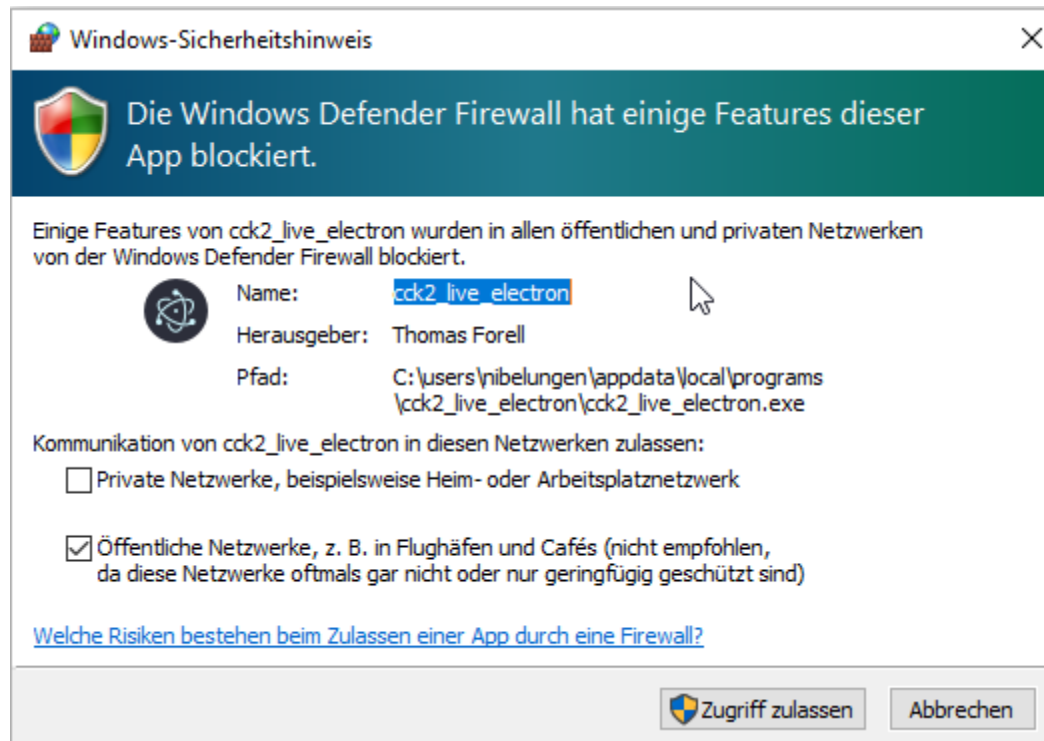 Windows-Sicherheitshinweis
Die Windows Defender Firewall hat einige Features dieser
App blockiert.
Einige Features von cck2_live_electron wurden in allen öffentlichen und privaten Netzwerken
von der Windows Defender Firewall blockiert.
Name: cck2_live_electron
Herausgeber: Thomas Forell
Pfad: C:\users\nibelungen\appdata\local\programs
\cck2_live_electron\cck2_live_electron.exe
Kommunikation von cck2_live_electron in diesen Netzwerken zulassen:
Private Netzwerke, beispielsweise Heim- oder Arbeitsplatznetzwerk
Öffentliche Netzwerke, z. B. in Flughäfen und Cafés (nicht empfohlen,
da diese Netzwerke oftmals gar nicht oder nur geringfügig geschützt sind)
Welche Risiken bestehen beim Zulassen einer App durch eine Firewall?
Zugriff zulassen Abbrechen